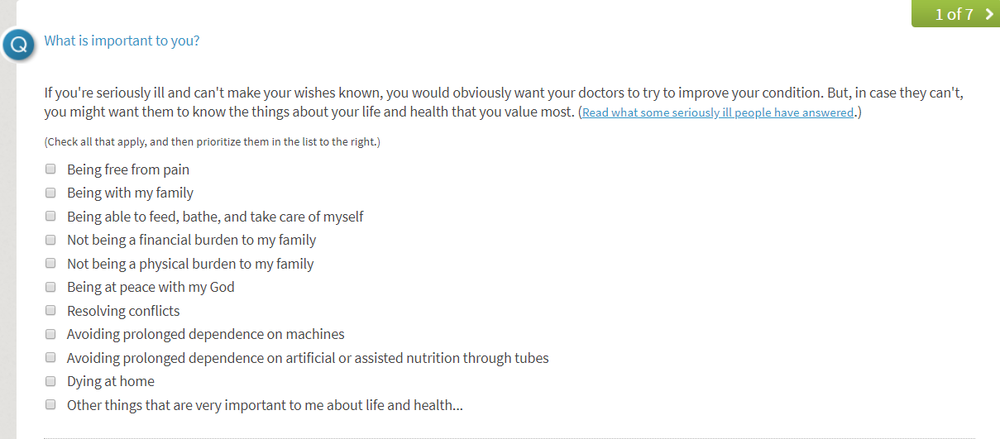 1 of 7 >
Q
What is important to you?
If you're seriously ill and can't make your wishes known, you would obviously want your doctors to try to improve your condition. But, in case they can't,
you might want them to know the things about your life and health that you value most. (Read what some seriously ill people have answered.)
(Check all that apply, and then prioritize them in the list to the right.)
Being free from pain
Being with my family
Being able to feed, bathe, and take care of myself
Not being a financial burden to my family
Not being a physical burden to my family
Being at peace with my God
Resolving conflicts
Avoiding prolonged dependence on machines
Avoiding prolonged dependence on artificial or assisted nutrition through tubes
Dying at home
Other things that are very important to me about life and health...